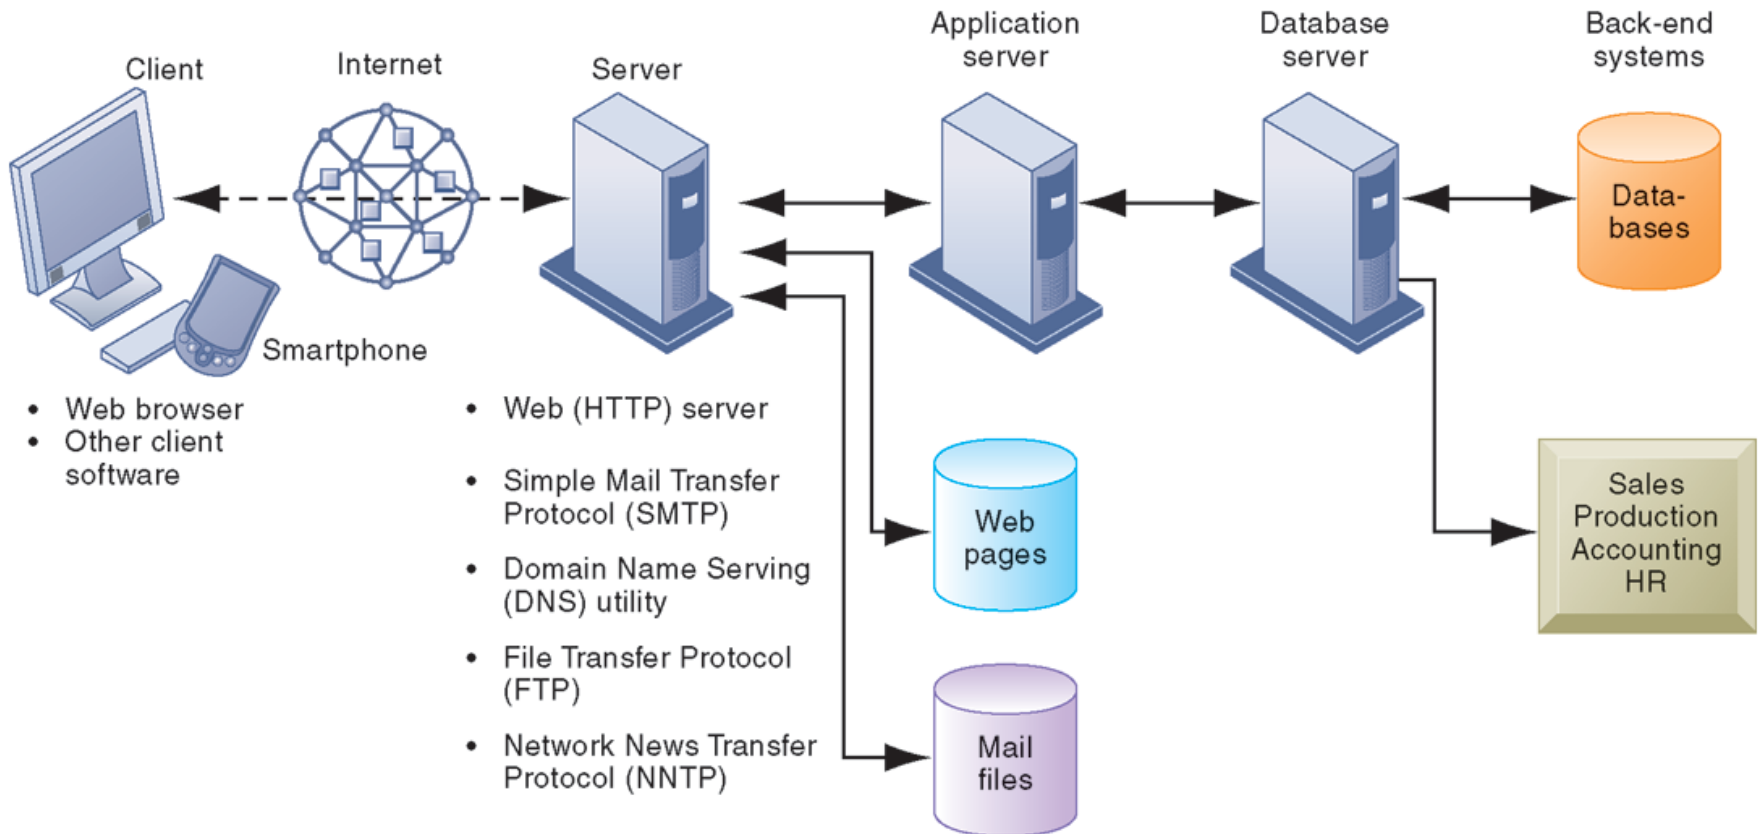 Client
Internet
Server
Application
server
Database
server
Back-end
systems
Data-
bases
Smartphone
• Web browser
• Other client
software
• Web (HTTP) server
• Simple Mail Transfer
Protocol (SMTP)
• Domain Name Serving
(DNS) utility
• File Transfer Protocol
(FTP)
• Network News Transfer
Protocol (NNTP)
Web
pages
Mail
files
Sales
Production
Accounting
HR